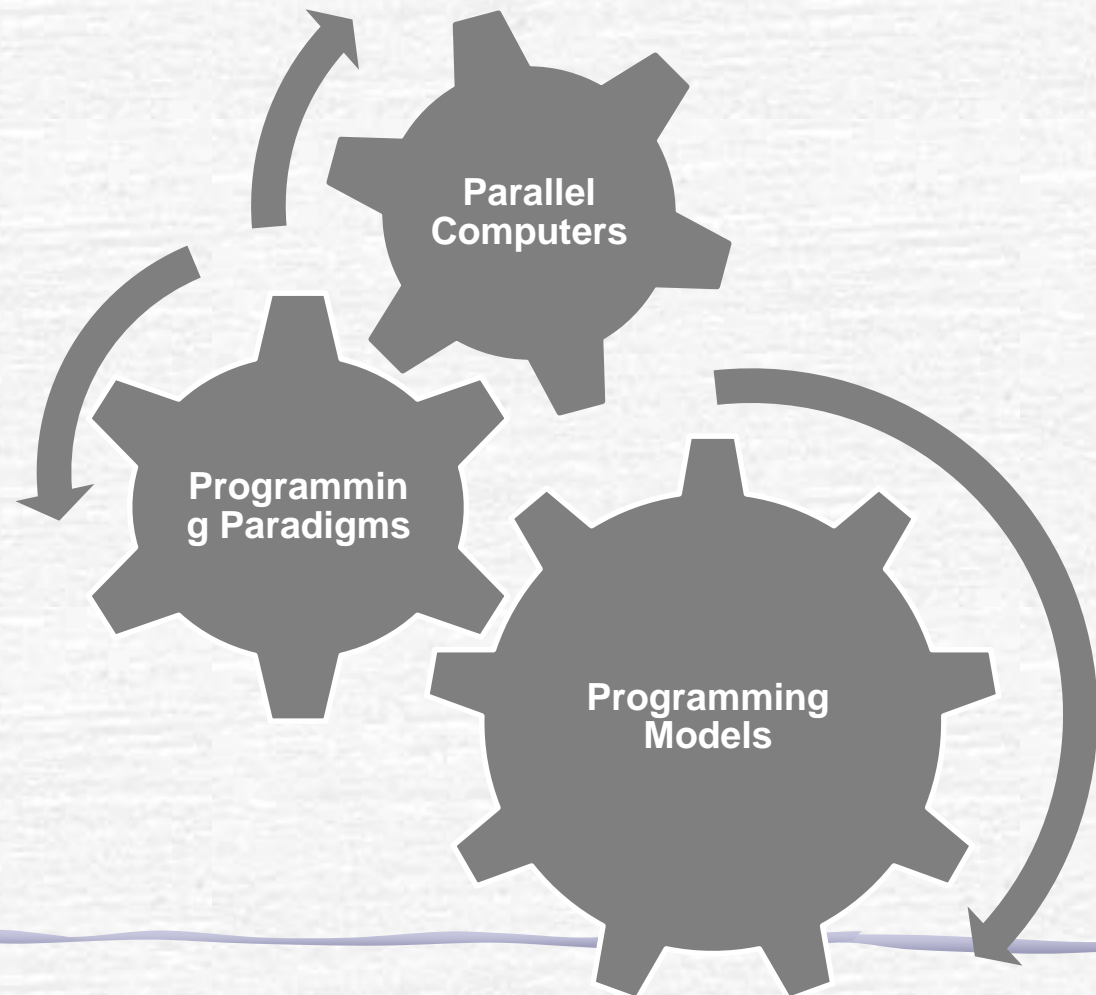 Parallel
Computers
Programmin
g Paradigms
Programming
Models